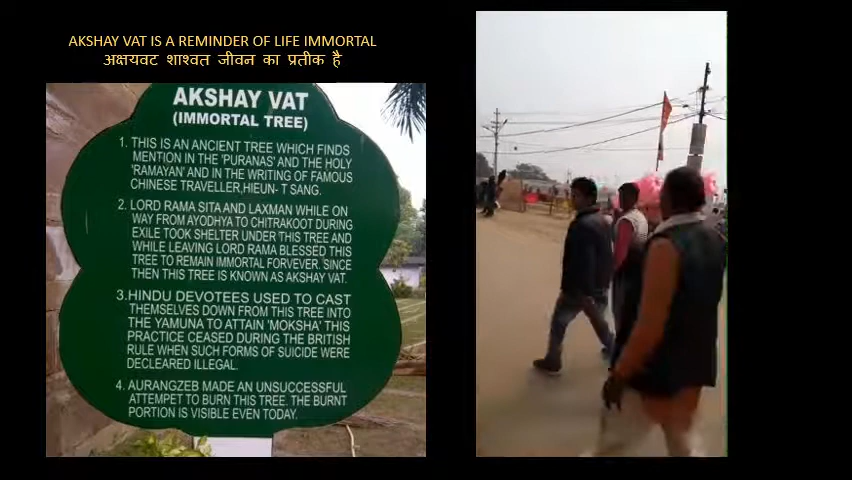 AKSHAY VAT IS A REMINDER OF LIFE IMMORTAL
अक्षयवट शाश्वत जीवन का प्रतीक है
AKSHAY VAT
(IMMORTAL TREE)
1. THIS IS AN ANCIENT TREE WHICH FINDS
MENTION IN THE 'PURANAS' AND THE HOLY
'RAMAYAN' AND IN THE WRITING OF FAMOUS
CHINESE TRAVELLER,HIEUN- T SANG.
2. LORD RAMA SITA AND LAXMAN WHILE ON
WAY FROM AYODHYA TO CHITRAKOOT DURING
EXILE TOOK SHELTER UNDER THIS TREE AND
WHILE LEAVING LORD RAMA BLESSED THIS
TREE TO REMAIN IMMORTAL FORVEVER. SINCE
THEN THIS TREE IS KNOWN AS AKSHAY VAT.
3. HINDU DEVOTEES USED TO CAST
THEMSELVES DOWN FROM THIS TREE INTO
THE YAMUNA TO ATTAIN 'MOKSHA' THIS
PRACTICE CEASED DURING THE BRITISH
RULE WHEN SUCH FORMS OF SUICIDE WERE
DECLEARED ILLEGAL.
4. AURANGZEB MADE AN UNSUCCESSFUL
ATTEMPET TO BURN THIS TREE. THE BURNT
PORTION IS VISIBLE EVEN TODAY.